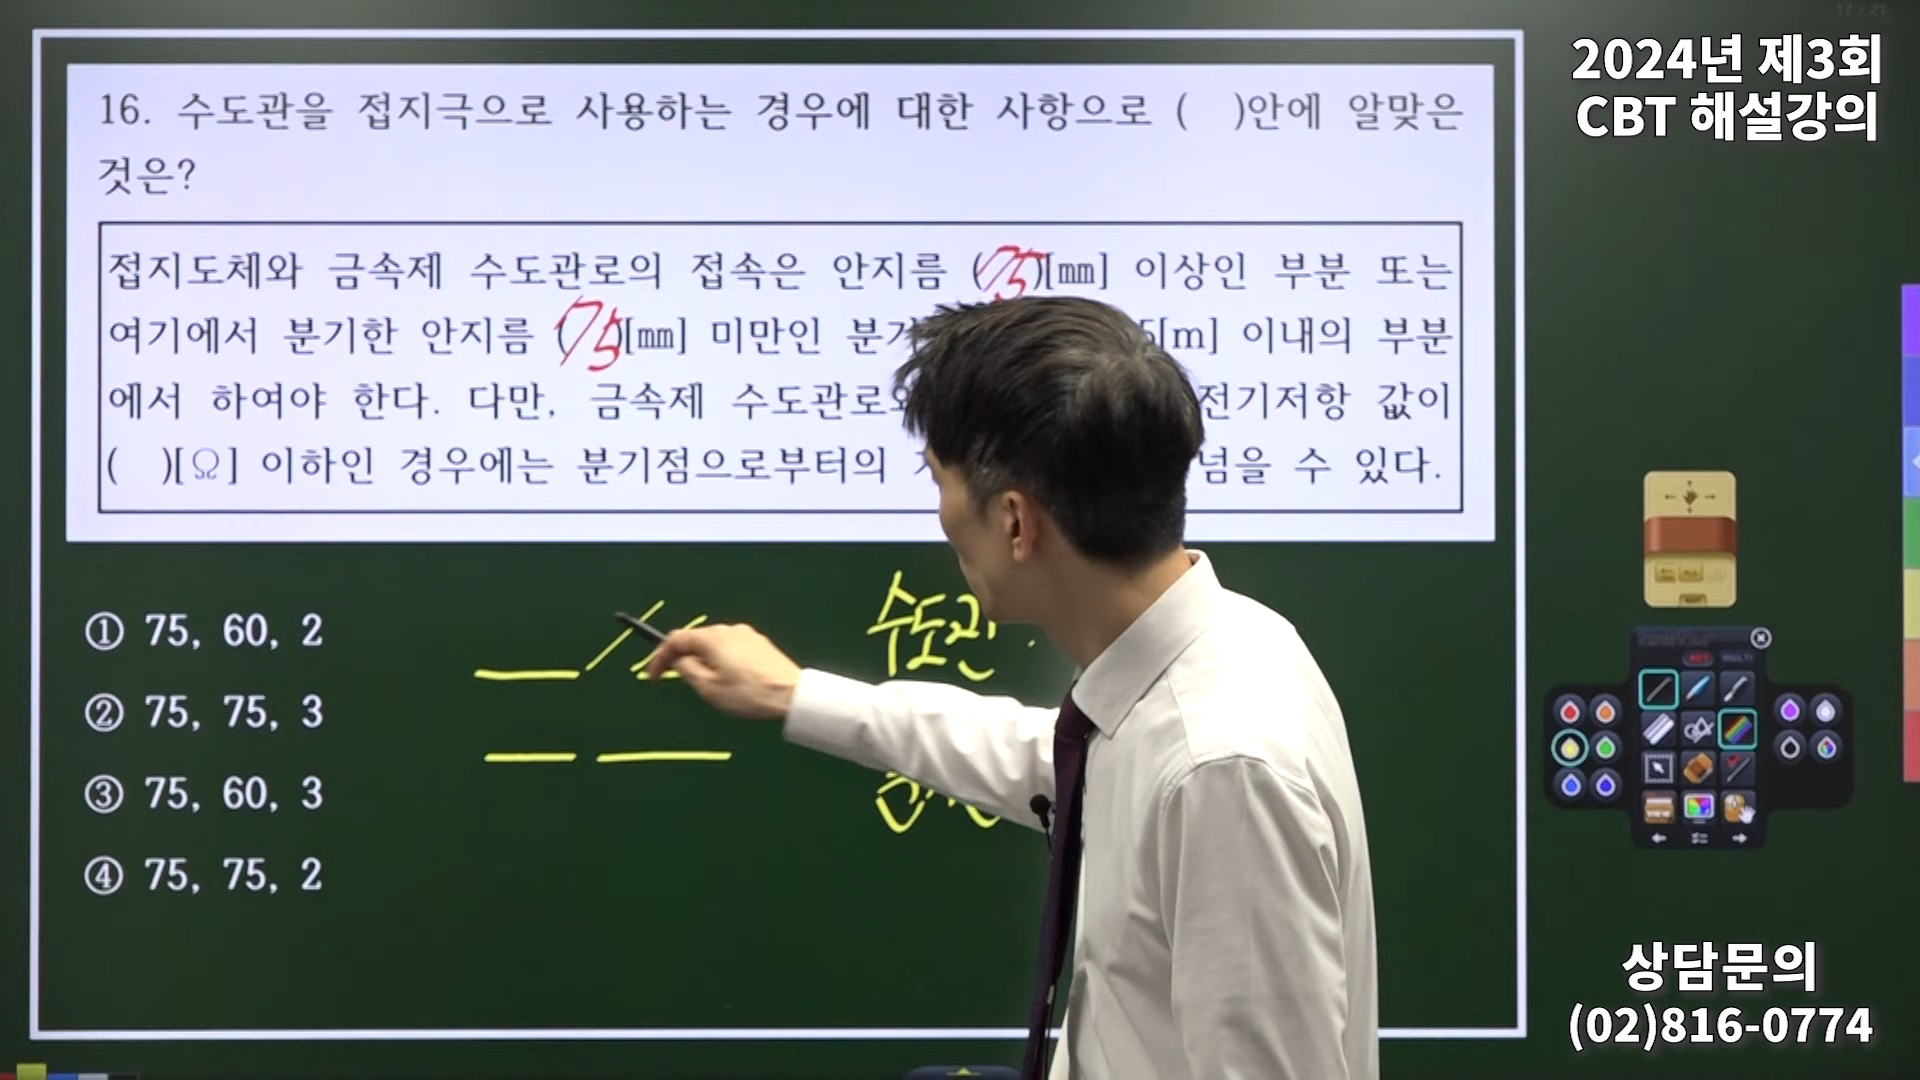 2024년 제3회
CBT 해설강의
16. 수도관을 접지극으로 사용하는 경우에 대한 사항으로 ( )안에 알맞은
것은?
접지도체와 금속제 수도관로의 접속은 안지름 (75)[㎜] 이상인 부분 또는
여기에서 분기한 안지름 (75)[㎜] 미만인 5[m] 이내의 부분
에서 하여야 한다. 다만, 금속제 수도관로와 전기저항 값이
( )[Ω] 이하인 경우에는 분기점으로부터의 넘을 수 있다.
① 75, 60, 2
② 75, 75, 3
③ 75, 60, 3
④ 75, 75, 2
수도관
상담문의
(02)816-0774